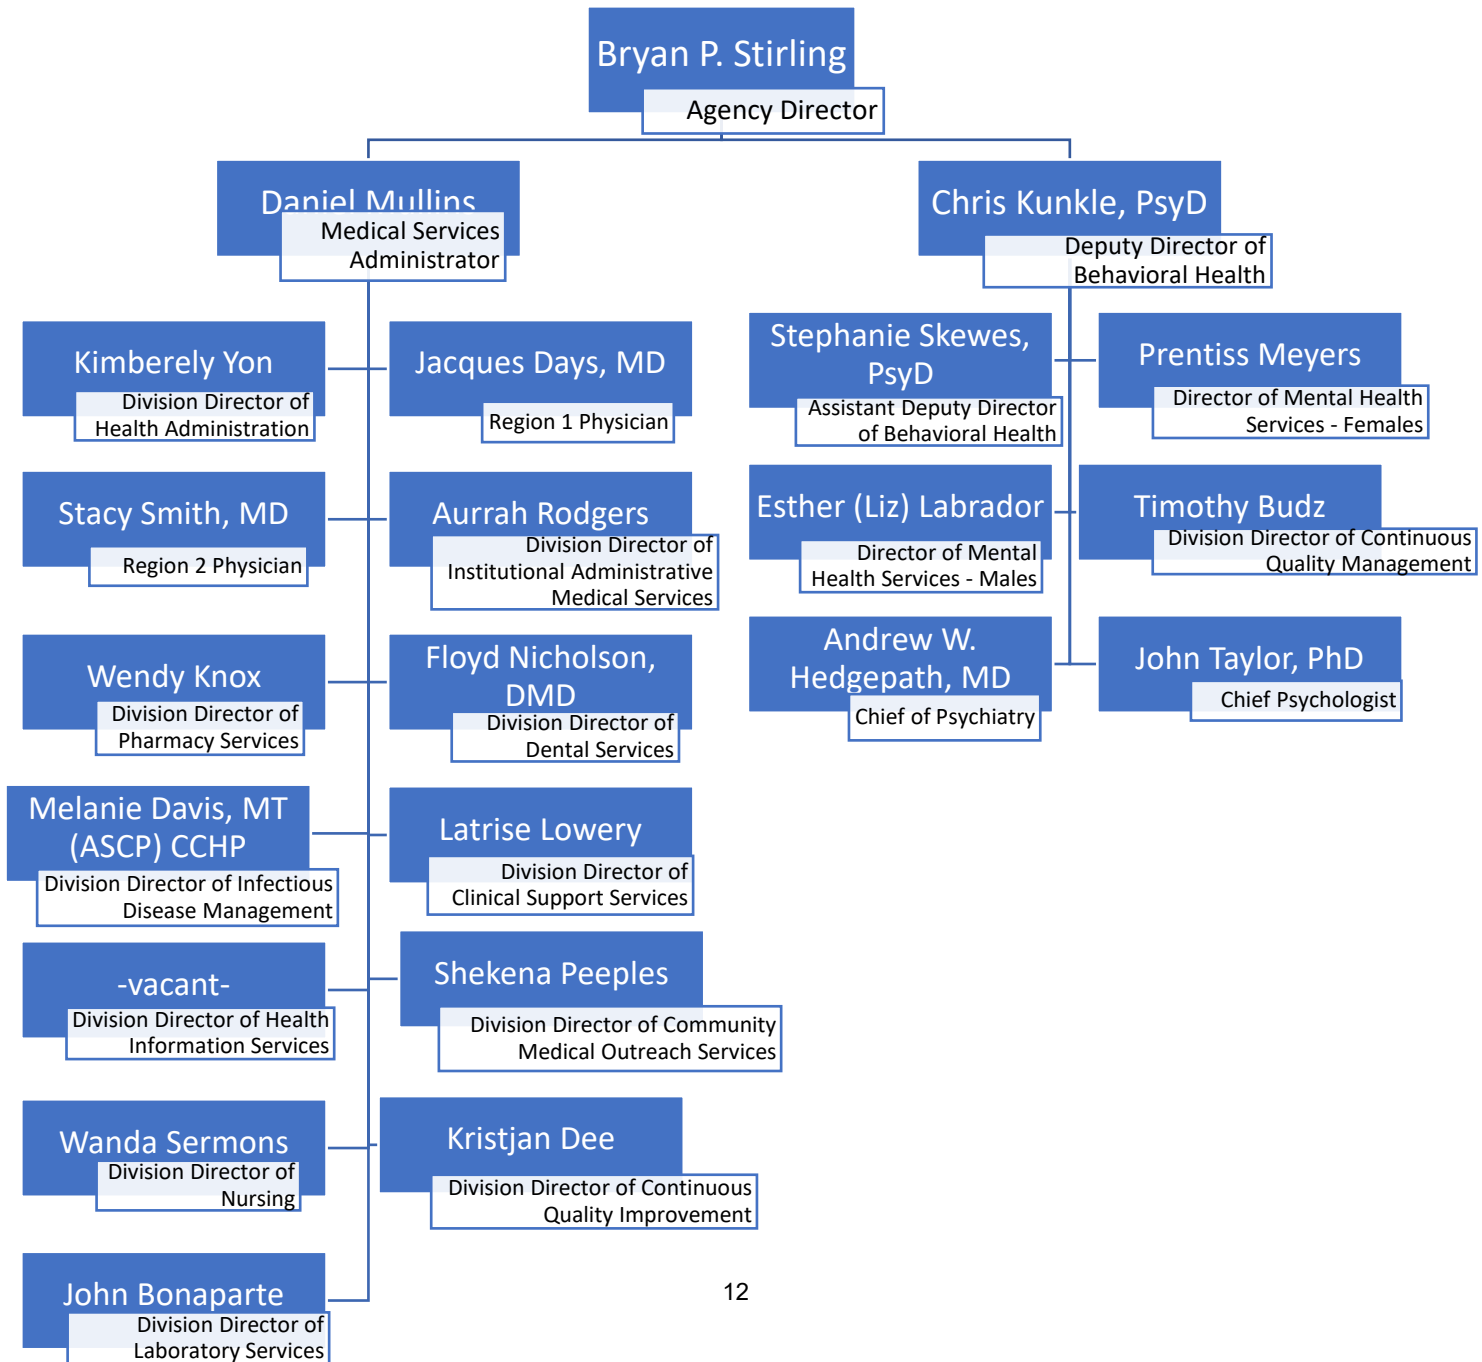 Bryan P. Stirling
Agency Director
Daniel Mullins
Medical Services
Administrator
Chris Kunkle, PsyD
Deputy Director of
Behavioral Health
Kimberely Yon
Division Director of
Health Administration
Jacques Days, MD
Region 1 Physician
Stephanie Skewes,
PsyD
Assistant Deputy Director
of Behavioral Health
Prentiss Meyers
Director of Mental Health
Services - Females
Stacy Smith, MD
Region 2 Physician
Aurrah Rodgers
Division Director of
Institutional Administrative
Medical Services
Esther (Liz) Labrador
Director of Mental
Health Services - Males
Timothy Budz
Division Director of Continuous
Quality Management
Wendy Knox
Division Director of
Pharmacy Services
Floyd Nicholson,
DMD
Division Director of
Dental Services
Andrew W.
Hedgepath, MD
Chief of Psychiatry
John Taylor, PhD
Chief Psychologist
Melanie Davis, MT
(ASCP) CCHP
Division Director of Infectious
Disease Management
Latrise Lowery
Division Director of
Clinical Support Services
-vacant-
Division Director of Health
Information Services
Shekena Peeples
Division Director of Community
Medical Outreach Services
Wanda Sermons
Division Director of
Nursing
Kristjan Dee
Division Director of Continuous
Quality Improvement
John Bonaparte
Division Director of
Laboratory Services
12